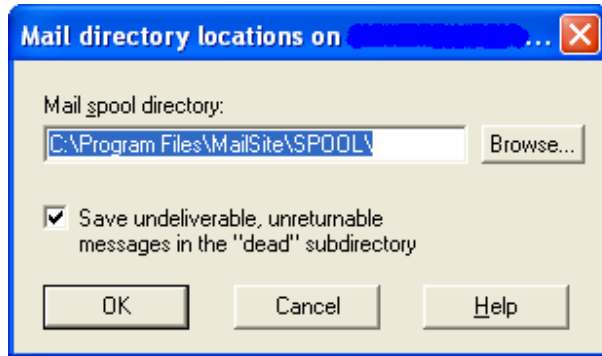 Mail directory locations on ...
Mail spool directory:
C:\Program Files\MailSite\SPOOL\
Browse...
Save undeliverable, unreturnable
messages in the "dead" subdirectory
OK
Cancel
Help